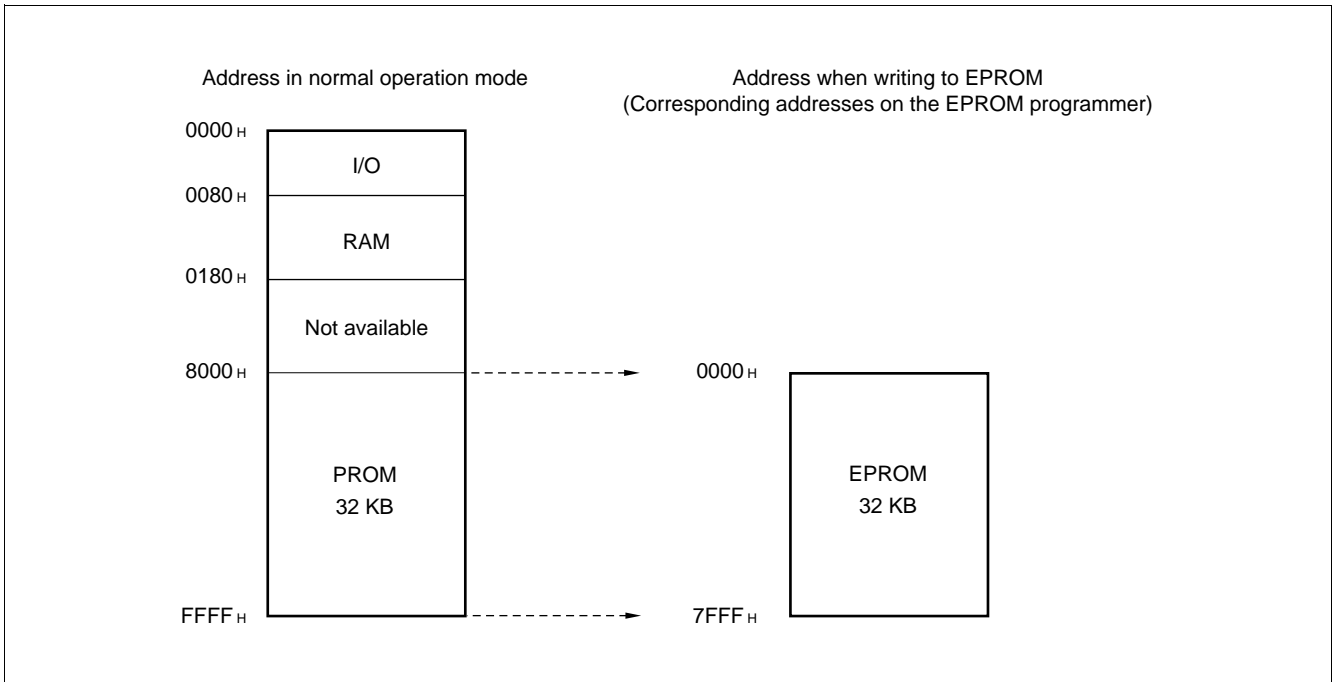 Address in normal operation mode
Address when writing to EPROM
(Corresponding addresses on the EPROM programmer)
0000 H
I/O
0080 H
RAM
0180 H
Not available
8000 H
0000 H
PROM
32 KB
EPROM
32 KB
FFFF H
7FFF H